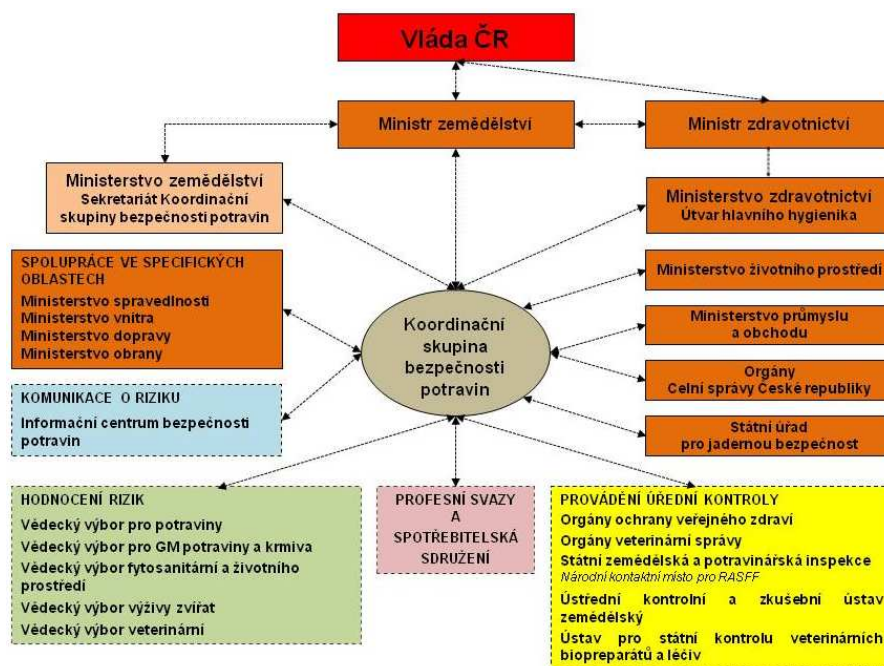 Vláda ČR
Ministr zemědělství
Ministr zdravotnictví
Ministerstvo zemědělství
Sekretariát Koordinační
skupiny bezpečnosti potravin
Ministerstvo zdravotnictví
Útvar hlavního hygienika
SPOLUPRÁCE VE SPECIFICKÝCH
OBLASTECH
Ministerstvo spravedlnosti
Ministerstvo vnitra
Ministerstvo dopravy
Ministerstvo obrany
Ministerstvo životního prostředí
Koordinační
skupina
bezpečnosti
potravin
Ministerstvo průmyslu
a obchodu
Orgány
Celní správy České republiky
KOMUNIKACE O RIZIKU
Informační centrum bezpečnosti
potravin
Státní úřad
pro jadernou bezpečnost
HODNOCENÍ RIZIK
Vědecký výbor pro potraviny
Vědecký výbor pro GM potraviny a krmiva
Vědecký výbor fytosanitární a životního
prostředí
Vědecký výbor výživy zvířat
Vědecký výbor veterinární
PROFESNÍ SVAZY
A
SPOTŘEBITELSKÁ
SDRUŽENÍ
PROVÁDĚNÍ ÚŘEDNÍ KONTROLY
Orgány ochrany veřejného zdraví
Orgány veterinární správy
Státní zemědělská a potravinářská inspekce
Národní kontaktní místo pro RASFF
Ústřední kontrolní a zkušební ústav
zemědělský
Ústav pro státní kontrolu veterinárních
biopreparátů a léčiv